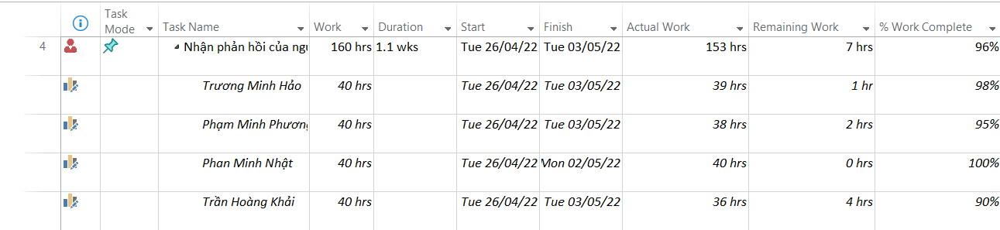 Task Mode Task Name Work Duration Start Finish Actual Work Remaining Work % Work Complete
4 Nhận phản hồi của 160 hrs 1.1 wks Tue 26/04/22 Tue 03/05/22 153 hrs 7 hrs 96%
Trương Minh Hảo 40 hrs Tue 26/04/22 Tue 03/05/22 39 hrs 1 hr 98%
Phạm Minh Phương 40 hrs Tue 26/04/22 Tue 03/05/22 38 hrs 2 hrs 95%
Phan Minh Nhật 40 hrs Tue 26/04/22 Mon 02/05/22 40 hrs 0 hrs 100%
Trần Hoàng Khải 40 hrs Tue 26/04/22 Tue 03/05/22 36 hrs 4 hrs 90%